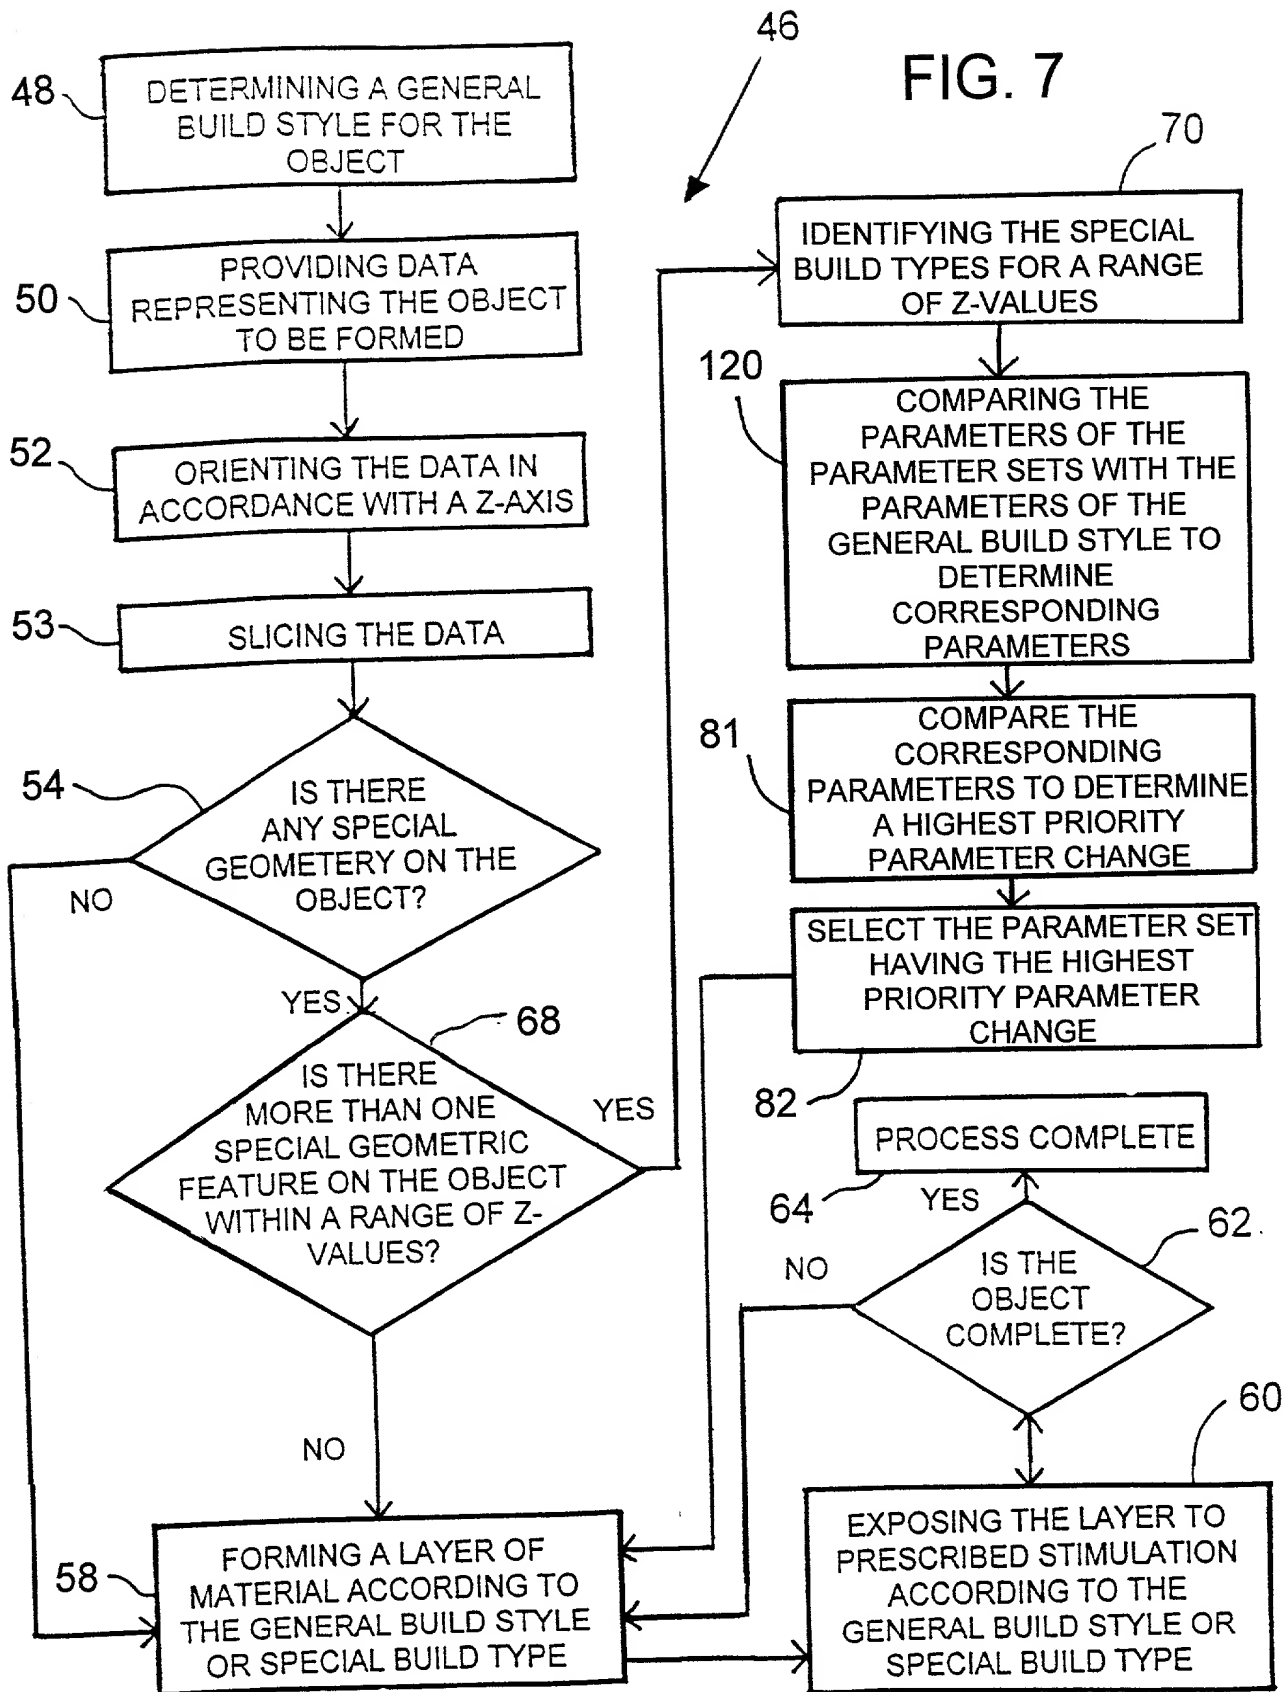 46
FIG. 7
48
DETERMINING A GENERAL
BUILD STYLE FOR THE
OBJECT
50
PROVIDING DATA
REPRESENTING THE OBJECT
TO BE FORMED
52
ORIENTING THE DATA IN
ACCORDANCE WITH A Z-AXIS
53
SLICING THE DATA
54
IS THERE
ANY SPECIAL
GEOMETERY ON THE
OBJECT?
NO
YES
68
IS THERE
MORE THAN ONE
SPECIAL GEOMETRIC
FEATURE ON THE OBJECT
WITHIN A RANGE OF Z-
VALUES?
YES
NO
70
IDENTIFYING THE SPECIAL
BUILD TYPES FOR A RANGE
OF Z-VALUES
120
COMPARING THE
PARAMETERS OF THE
PARAMETER SETS WITH THE
PARAMETERS OF THE
GENERAL BUILD STYLE TO
DETERMINE
CORRESPONDING
PARAMETERS
81
COMPARE THE
CORRESPONDING
PARAMETERS TO DETERMINE
A HIGHEST PRIORITY
PARAMETER CHANGE
SELECT THE PARAMETER SET
HAVING THE HIGHEST
PRIORITY PARAMETER
CHANGE
82
58
FORMING A LAYER OF
MATERIAL ACCORDING TO
THE GENERAL BUILD STYLE
OR SPECIAL BUILD TYPE
60
EXPOSING THE LAYER TO
PRESCRIBED STIMULATION
ACCORDING TO THE
GENERAL BUILD STYLE OR
SPECIAL BUILD TYPE
62
IS THE
OBJECT
COMPLETE?
NO
YES
64
PROCESS COMPLETE